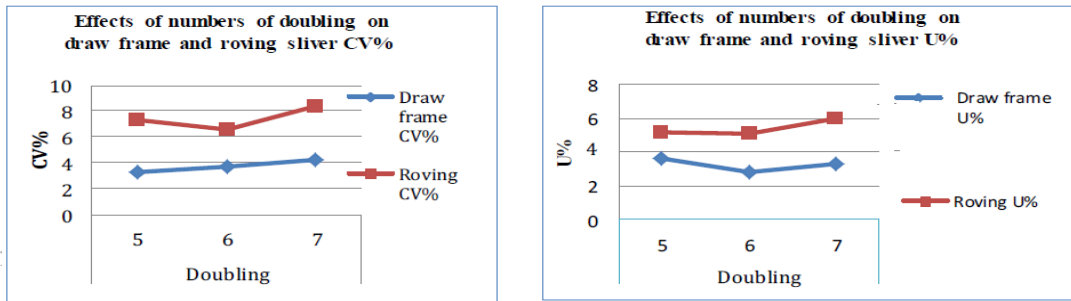 Effects of numbers of doubling on
draw frame and roving sliver CV%
10
8
6
4
2
0
CV%
5 6 7
Doubling
Draw
frame
CV%
Roving
CV%
Effects of numbers of doubling on
draw frame and roving sliver U%
8
6
4
2
0
U%
5 6 7
Doubling
Draw frame
U%
Roving U%